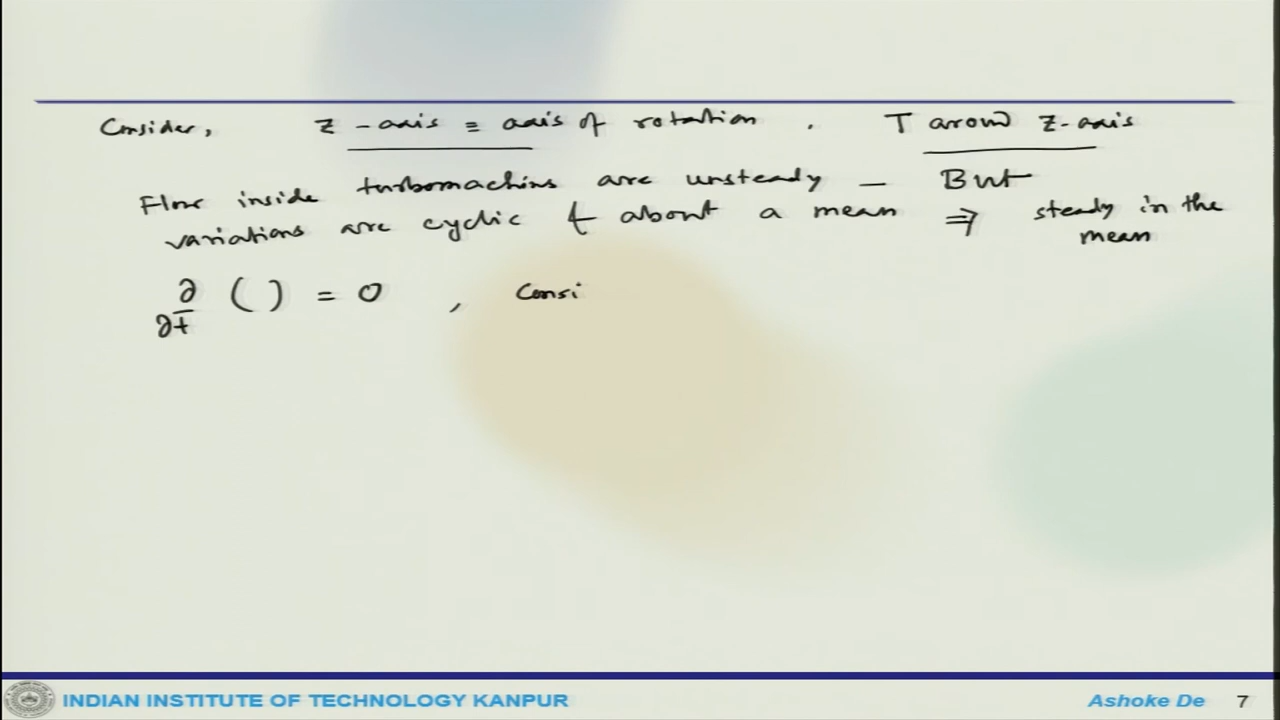 Consider, z-axis ≡ axis of rotation. T around z-axis
Flow inside turbomachins are unsteady – But
variations are cyclic & about a mean ⇒ steady in the mean
∂/∂t ( ) = 0 , Consi
INDIAN INSTITUTE OF TECHNOLOGY KANPUR Ashoke De 7